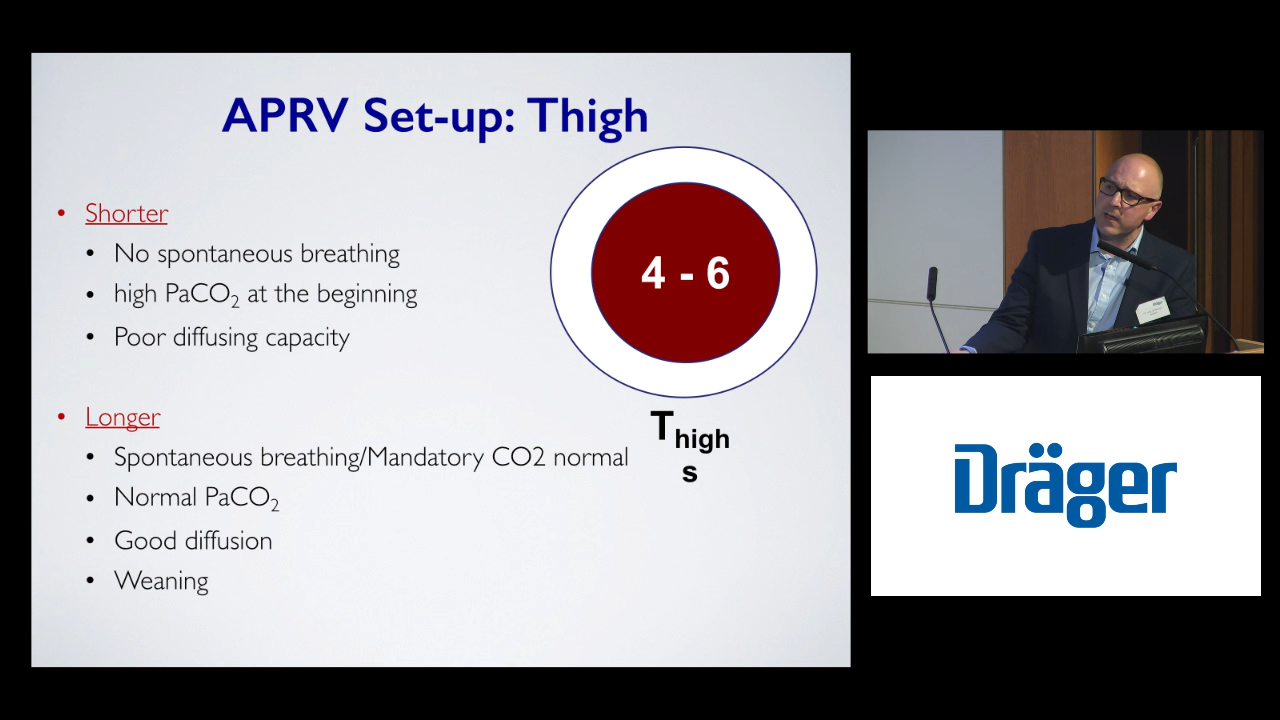 APRV Set-up: Thigh
• Shorter
• No spontaneous breathing
• high PaCO₂ at the beginning
• Poor diffusing capacity
• Longer
• Spontaneous breathing/Mandatory CO2 normal
• Normal PaCO₂
• Good diffusion
• Weaning
4 - 6
Thigh
s
Dräger